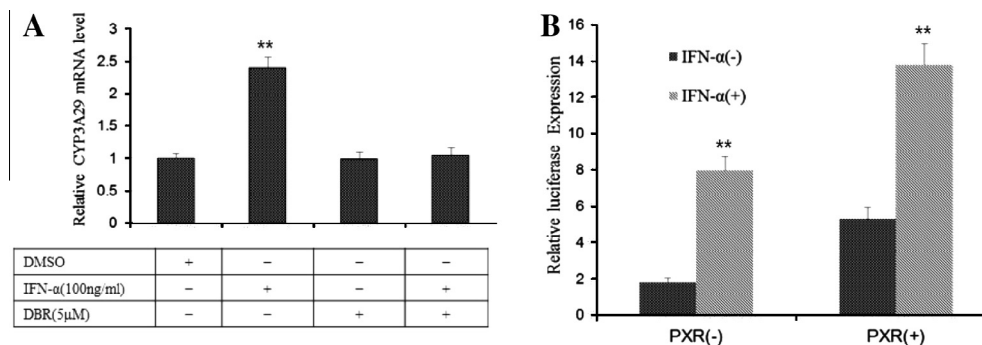 A
Relative CYP3A29 mRNA level
3
2.5
2
1.5
1
0.5
0
**
DMSO + − − −
IFN-α(100ng/ml) − + − +
DBR(5μM) − − + +
B
Relative luciferase Expression
16
14
12
10
8
6
4
2
0
IFN-α(-)
IFN-α(+)
**
**
PXR(-) PXR(+)